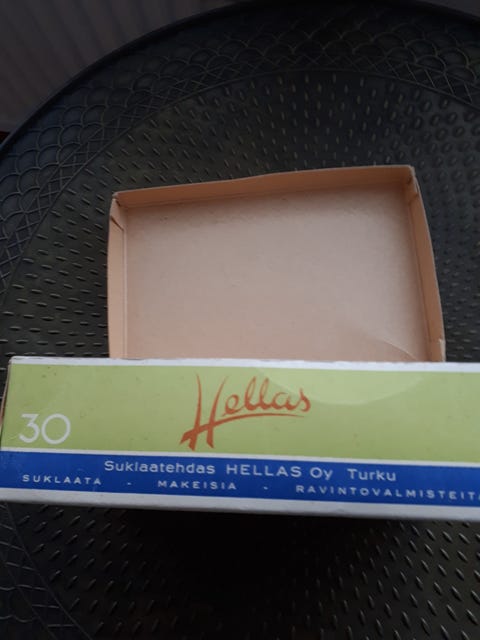 Hellas
30
Suklaatehdas HELLAS Oy Turku
SUKLAATA - MAKEISIA - RAVINTOVALMISTEITA